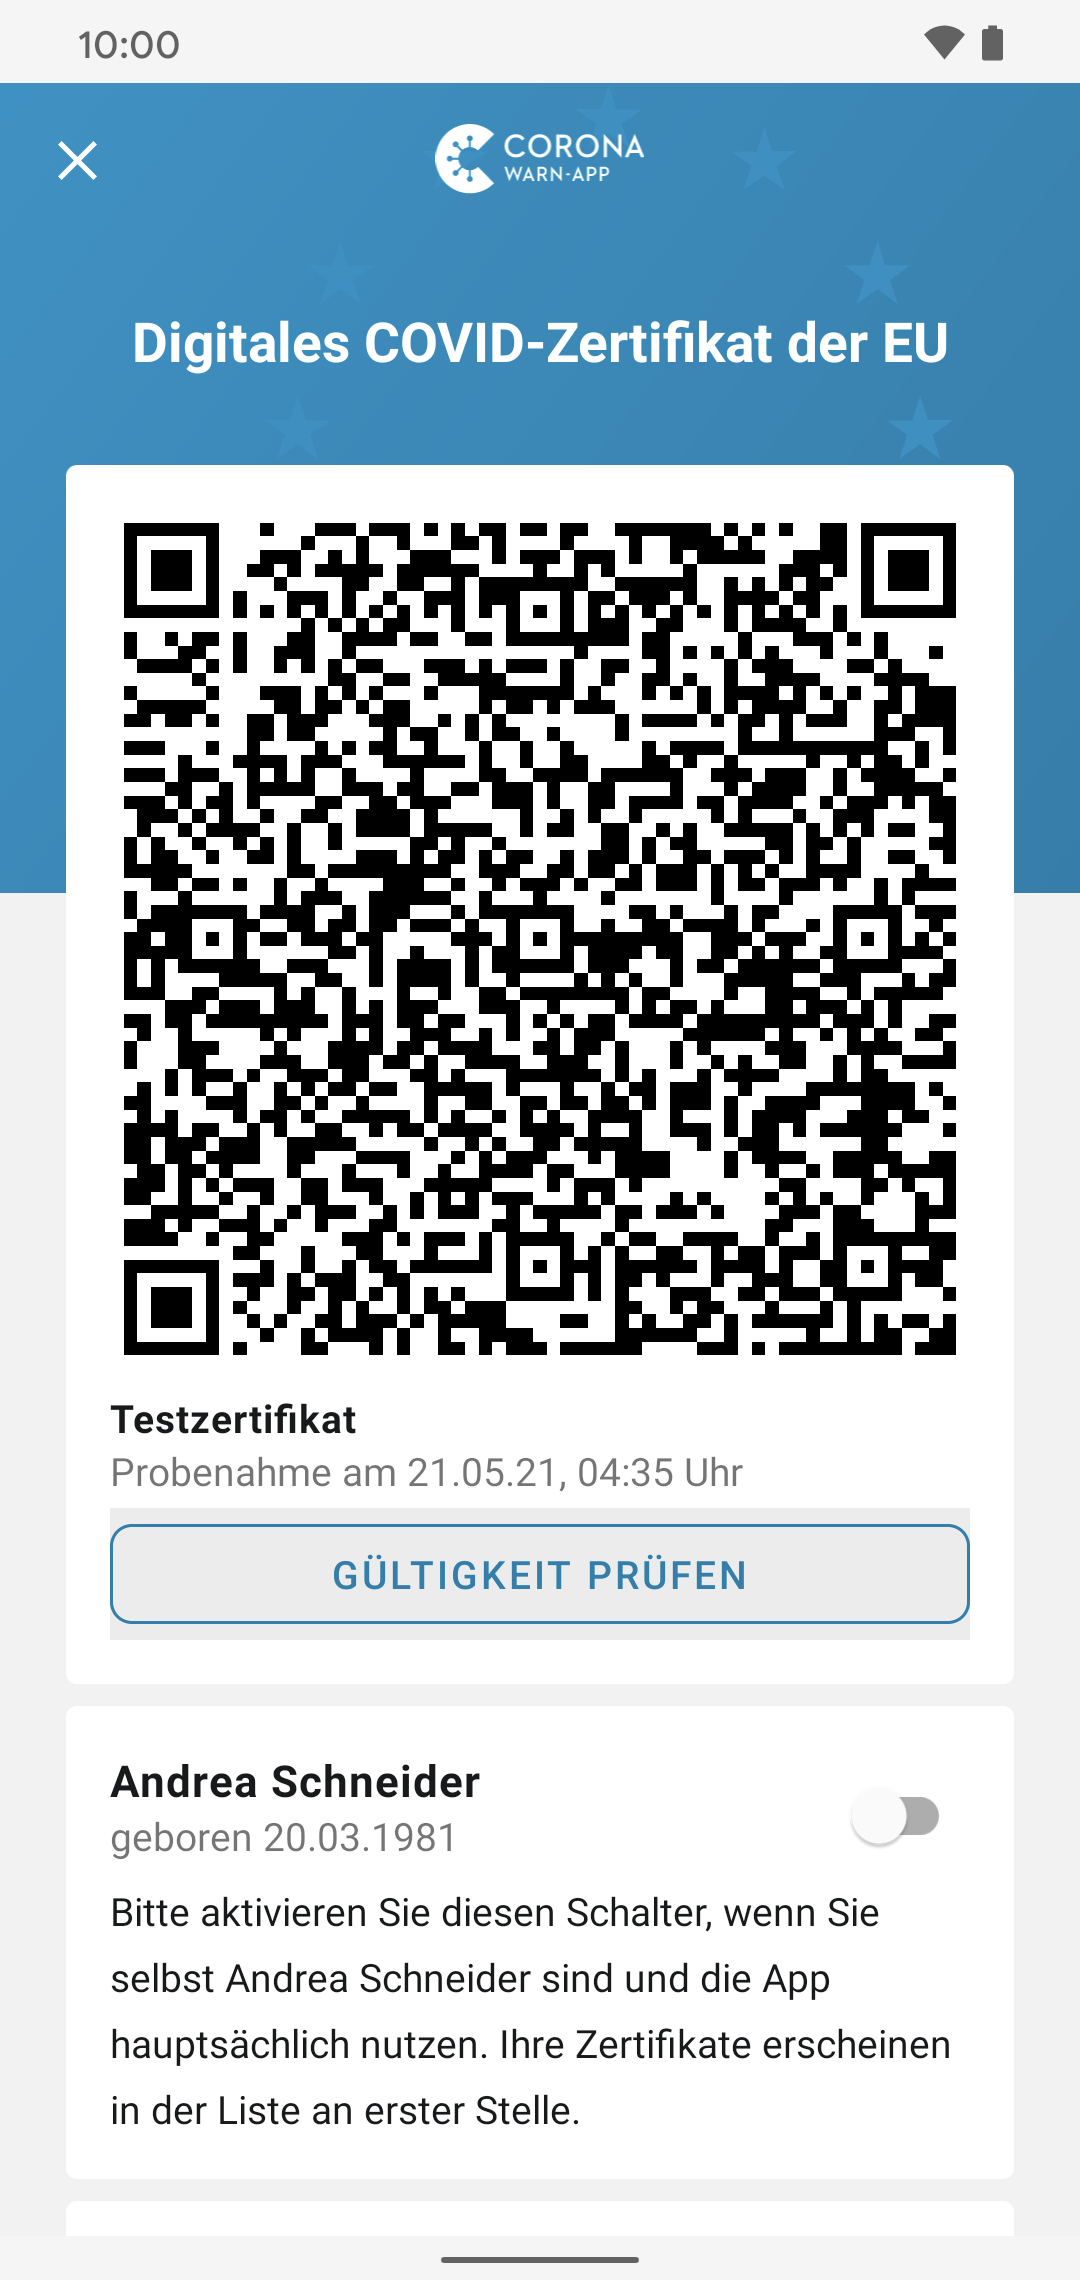 10:00
CORONA
WARN-APP
Digitales COVID-Zertifikat der EU
Testzertifikat
Probenahme am 21.05.21, 04:35 Uhr
GÜLTIGKEIT PRÜFEN
Andrea Schneider
geboren 20.03.1981
Bitte aktivieren Sie diesen Schalter, wenn Sie
selbst Andrea Schneider sind und die App
hauptsächlich nutzen. Ihre Zertifikate erscheinen
in der Liste an erster Stelle.